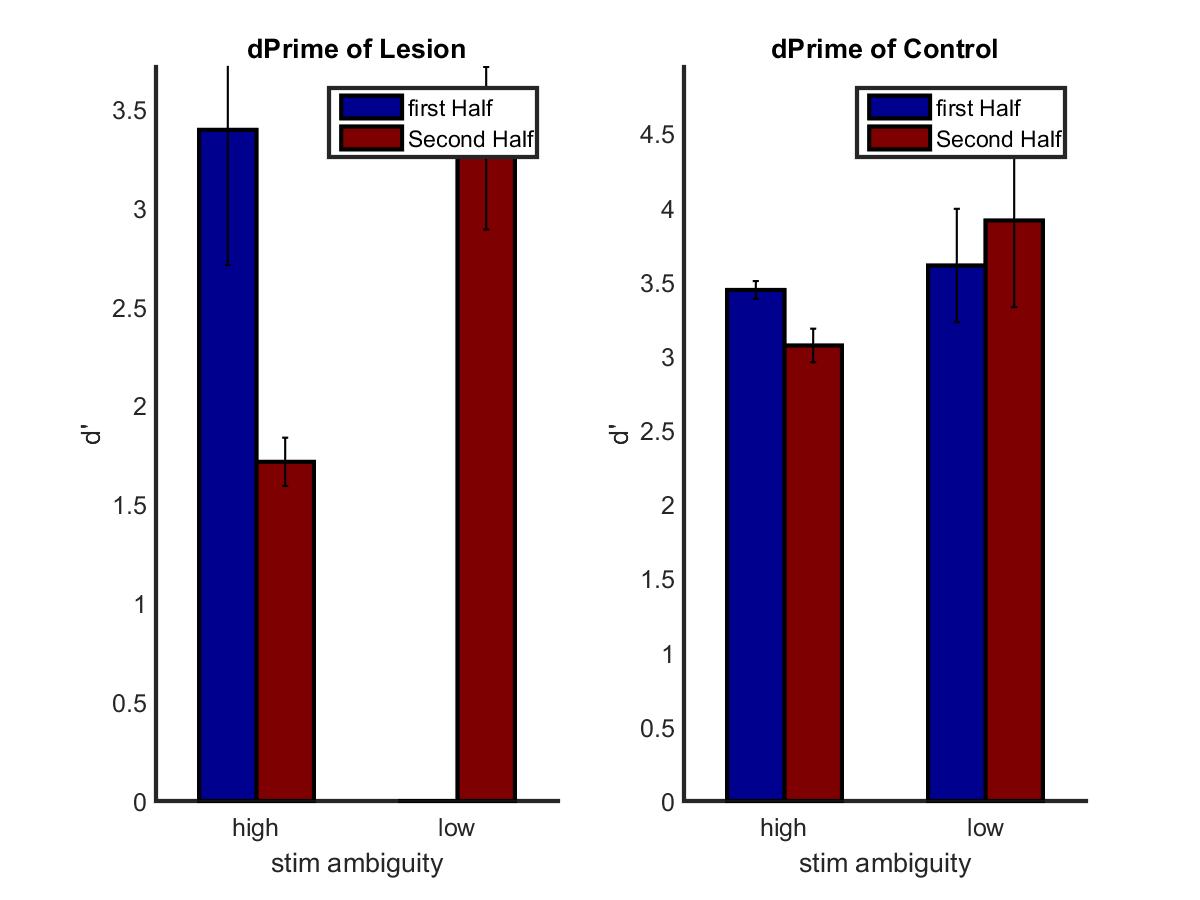 dPrime of Lesion
first Half
Second Half
3.5
3
2.5
2
1.5
1
0.5
0
d'
high
low
stim ambiguity
dPrime of Control
first Half
Second Half
4.5
4
3.5
3
2.5
2
1.5
1
0.5
0
d'
high
low
stim ambiguity